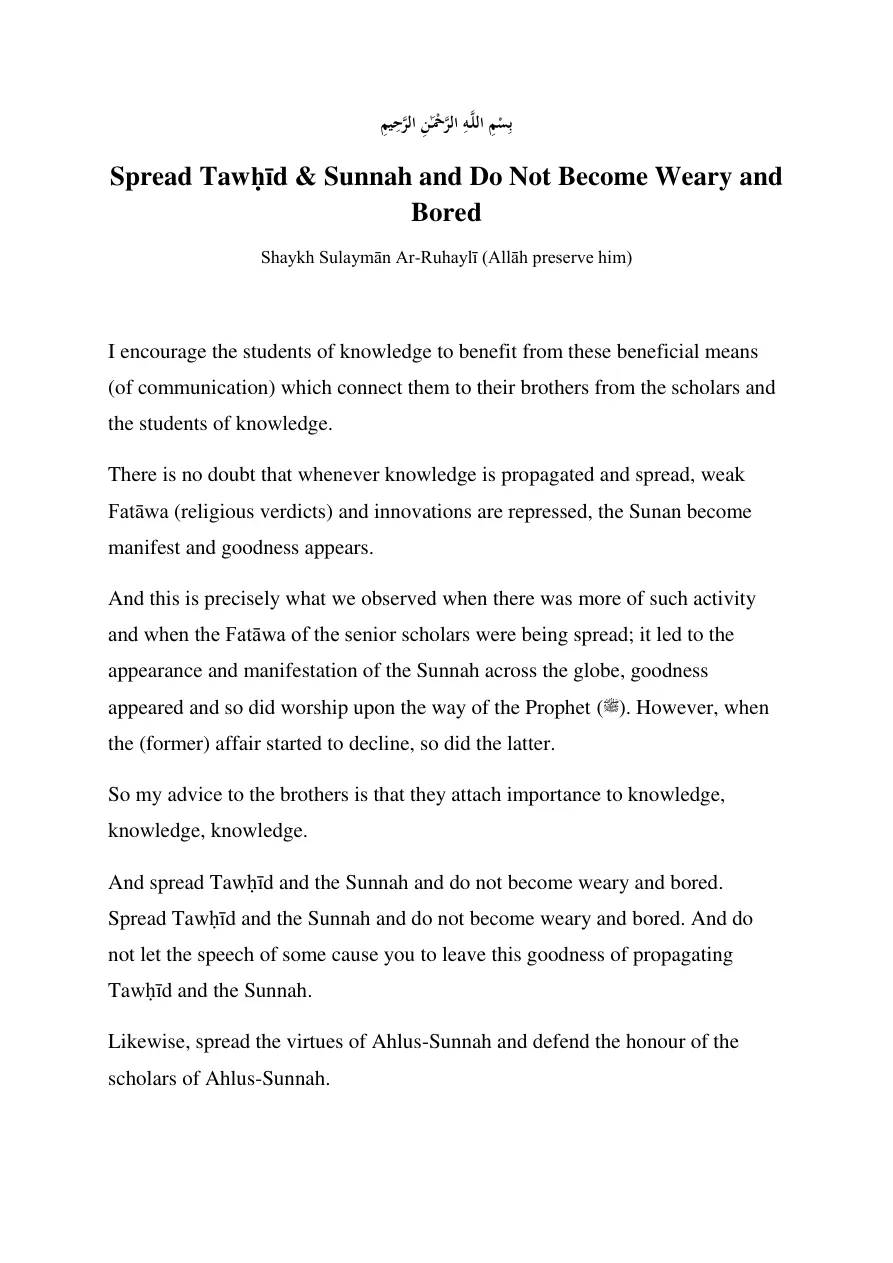 بِسْمِ اللَّهِ الرَّحْمَٰنِ الرَّحِيمِ
Spread Tawḥīd & Sunnah and Do Not Become Weary and
Bored
Shaykh Sulaymān Ar-Ruhaylī (Allāh preserve him)
I encourage the students of knowledge to benefit from these beneficial means
(of communication) which connect them to their brothers from the scholars and
the students of knowledge.
There is no doubt that whenever knowledge is propagated and spread, weak
Fatāwa (religious verdicts) and innovations are repressed, the Sunan become
manifest and goodness appears.
And this is precisely what we observed when there was more of such activity
and when the Fatāwa of the senior scholars were being spread; it led to the
appearance and manifestation of the Sunnah across the globe, goodness
appeared and so did worship upon the way of the Prophet (ﷺ). However, when
the (former) affair started to decline, so did the latter.
So my advice to the brothers is that they attach importance to knowledge,
knowledge, knowledge.
And spread Tawḥīd and the Sunnah and do not become weary and bored.
Spread Tawḥīd and the Sunnah and do not become weary and bored. And do
not let the speech of some cause you to leave this goodness of propagating
Tawḥīd and the Sunnah.
Likewise, spread the virtues of Ahlus-Sunnah and defend the honour of the
scholars of Ahlus-Sunnah.